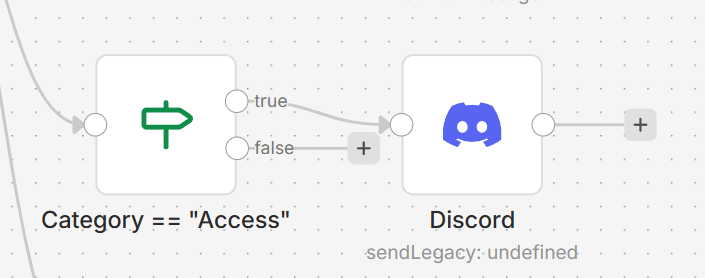 true
false
Category == "Access"
Discord
sendLegacy: undefined